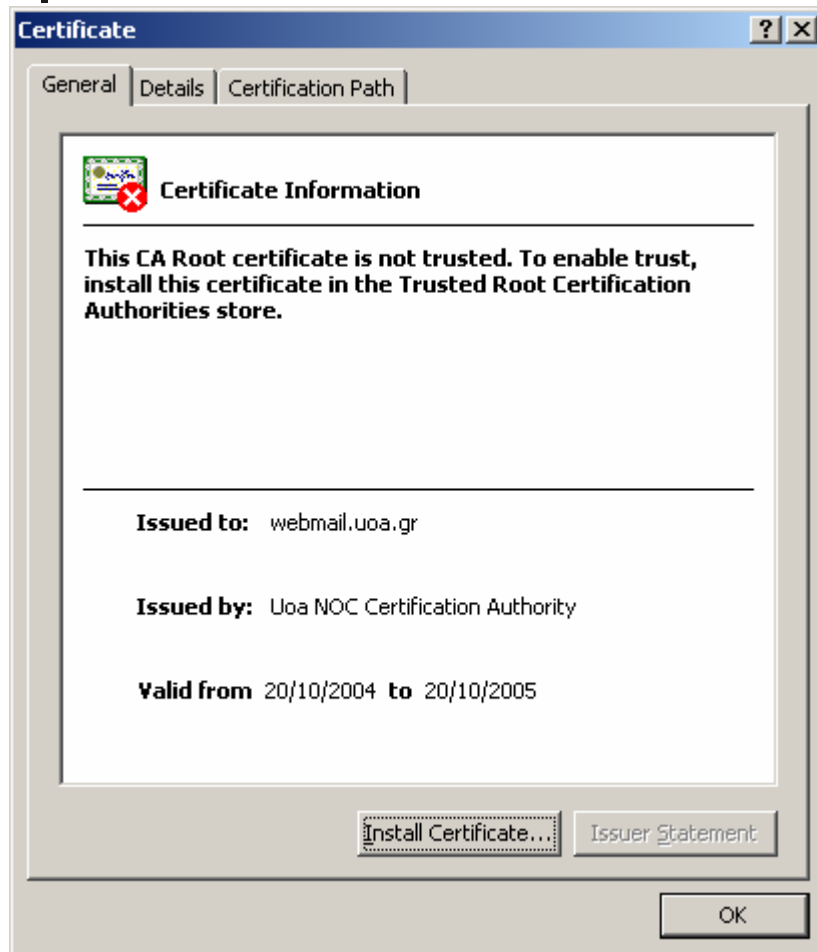 Certificate
General Details Certification Path
Certificate Information
This CA Root certificate is not trusted. To enable trust,
install this certificate in the Trusted Root Certification
Authorities store.
Issued to: webmail.uoa.gr
Issued by: Uoa NOC Certification Authority
Valid from 20/10/2004 to 20/10/2005
Install Certificate... Issuer Statement
OK